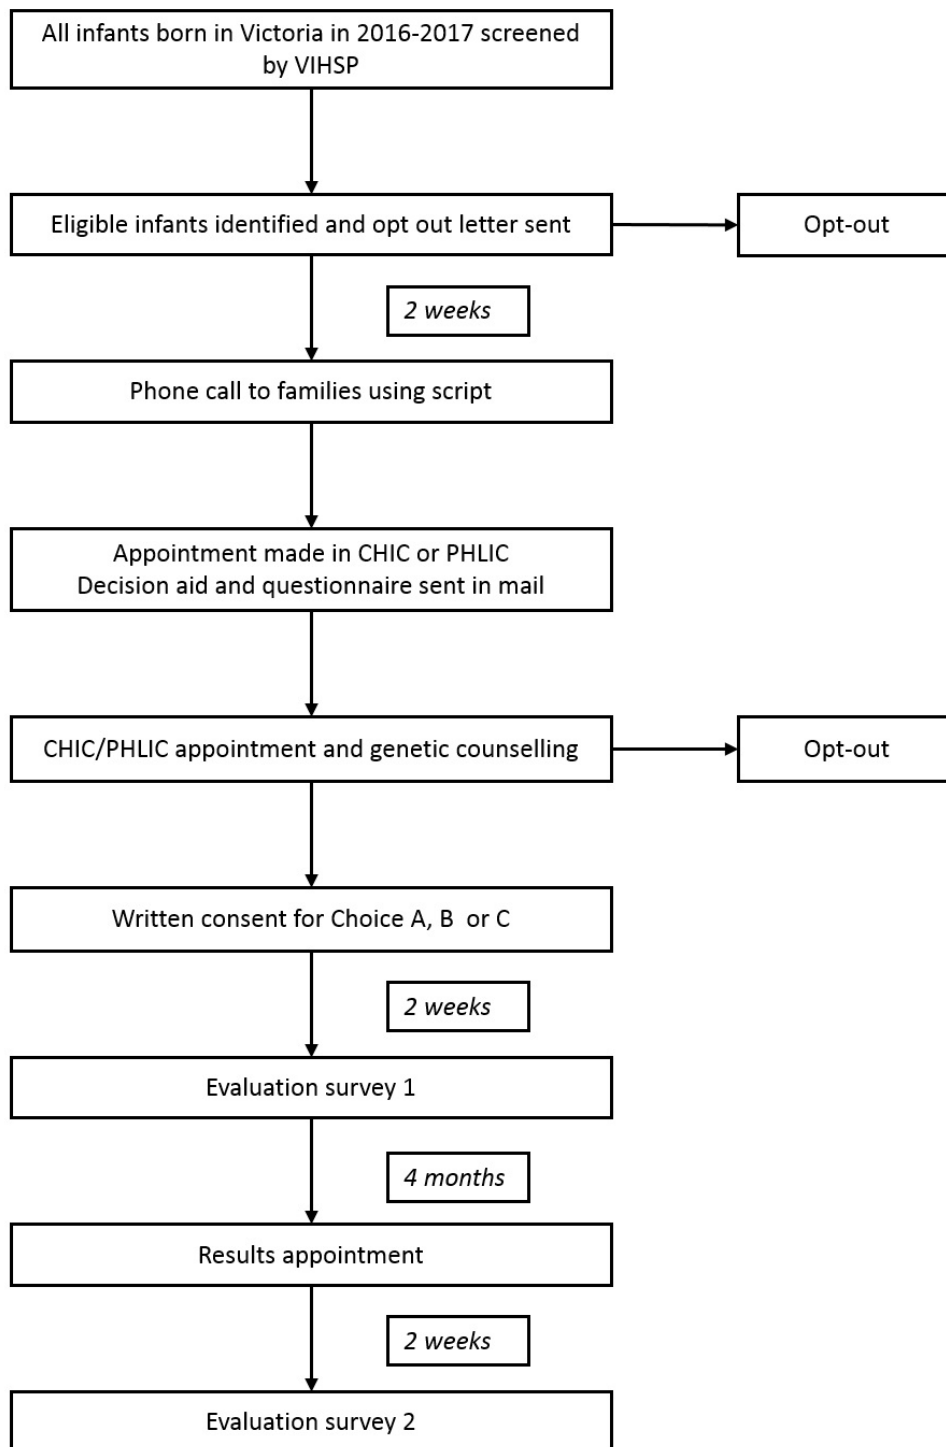 All infants born in Victoria in 2016-2017 screened
by VIHSP
Eligible infants identified and opt out letter sent
Opt-out
2 weeks
Phone call to families using script
Appointment made in CHIC or PHLIC
Decision aid and questionnaire sent in mail
CHIC/PHLIC appointment and genetic counselling
Opt-out
Written consent for Choice A, B or C
2 weeks
Evaluation survey 1
4 months
Results appointment
2 weeks
Evaluation survey 2